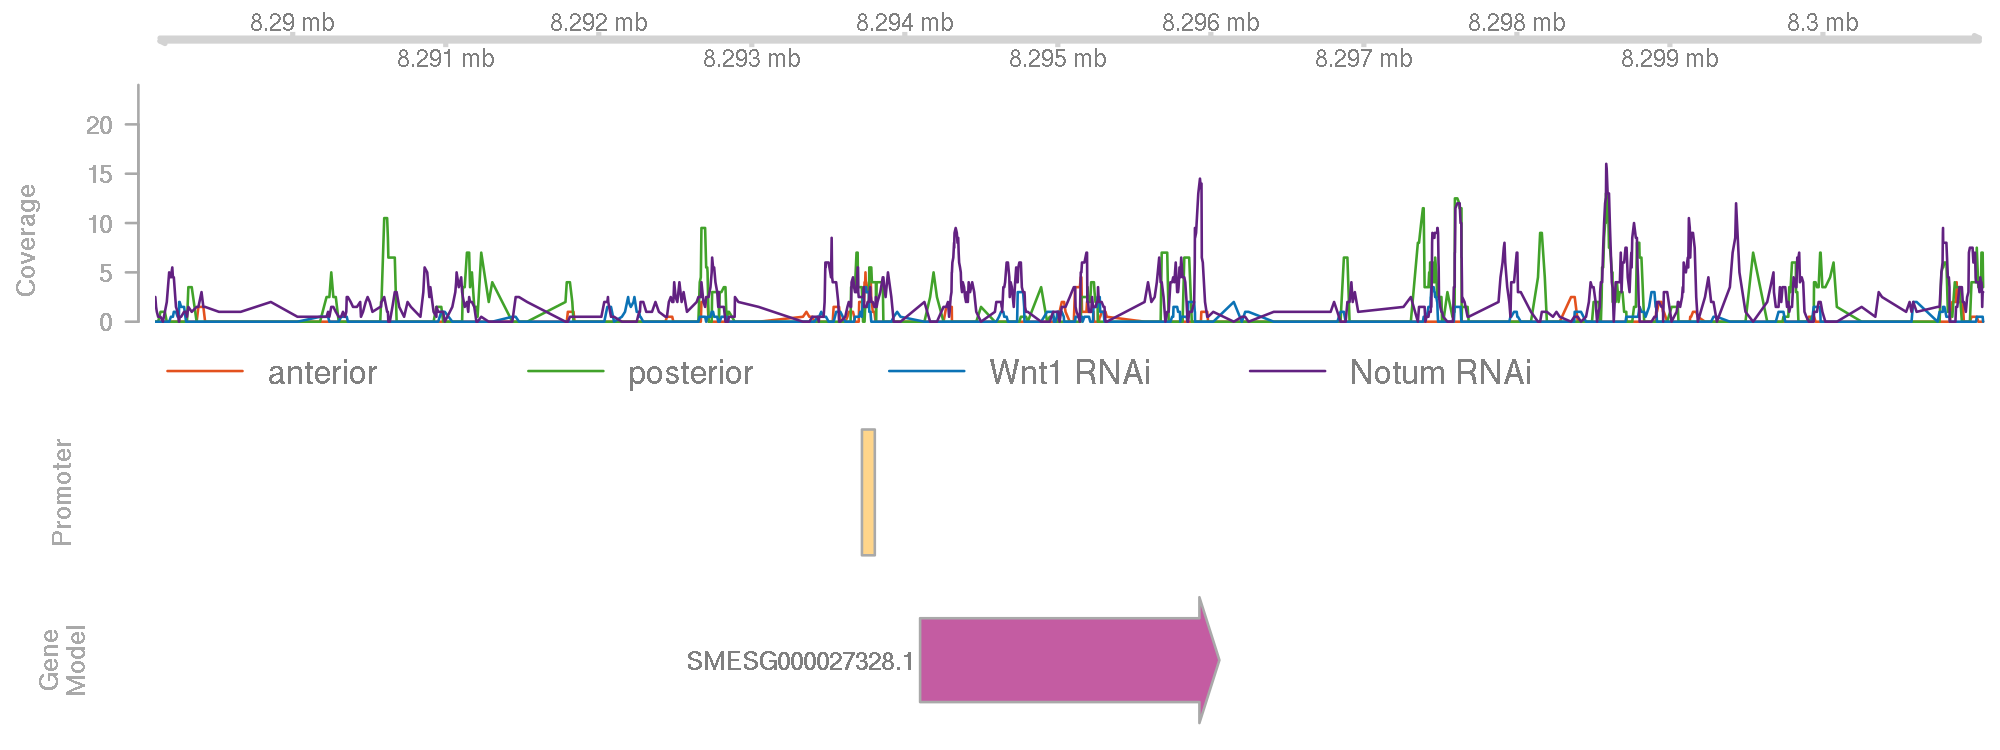 8.29 mb 8.292 mb 8.294 mb 8.296 mb 8.298 mb 8.3 mb
8.291 mb 8.293 mb 8.295 mb 8.297 mb 8.299 mb
Coverage
20
15
10
5
0
anterior posterior Wnt1 RNAi Notum RNAi
Promoter
Gene
Model
SMESG000027328.1